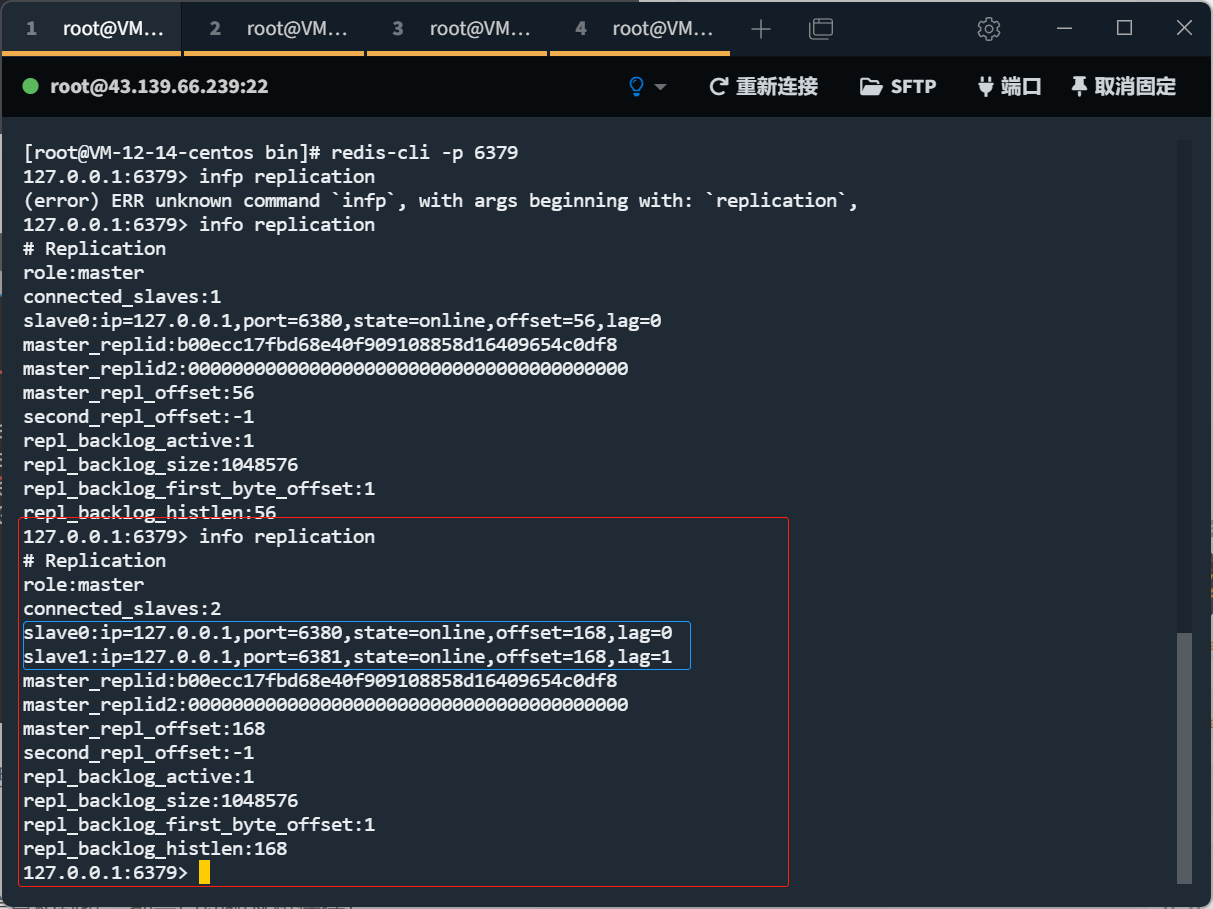 1 root@VM... 2 root@VM... 3 root@VM... 4 root@VM...
root@43.139.66.239:22 重新连接 SFTP 端口 取消固定
[root@VM-12-14-centos bin]# redis-cli -p 6379
127.0.0.1:6379> infp replication
(error) ERR unknown command `infp`, with args beginning with: `replication`,
127.0.0.1:6379> info replication
# Replication
role:master
connected_slaves:1
slave0:ip=127.0.0.1,port=6380,state=online,offset=56,lag=0
master_replid:b00ecc17fbd68e40f909108858d16409654c0df8
master_replid2:0000000000000000000000000000000000000000
master_repl_offset:56
second_repl_offset:-1
repl_backlog_active:1
repl_backlog_size:1048576
repl_backlog_first_byte_offset:1
repl_backlog_histlen:56
127.0.0.1:6379> info replication
# Replication
role:master
connected_slaves:2
slave0:ip=127.0.0.1,port=6380,state=online,offset=168,lag=0
slave1:ip=127.0.0.1,port=6381,state=online,offset=168,lag=1
master_replid:b00ecc17fbd68e40f909108858d16409654c0df8
master_replid2:0000000000000000000000000000000000000000
master_repl_offset:168
second_repl_offset:-1
repl_backlog_active:1
repl_backlog_size:1048576
repl_backlog_first_byte_offset:1
repl_backlog_histlen:168
127.0.0.1:6379>